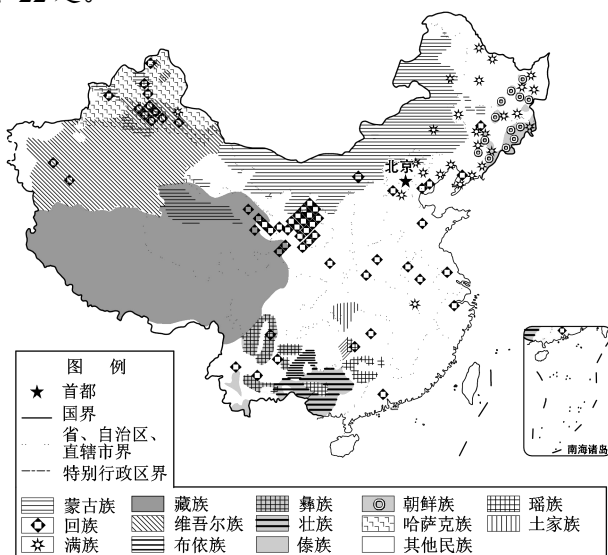 北京
图 例
首都
国界
省、自治区、
直辖市界
特别行政区界
南海诸岛
蒙古族 藏族 彝族 朝鲜族 瑶族
回族 维吾尔族 壮族 哈萨克族 土家族
满族 布依族 傣族 其他民族